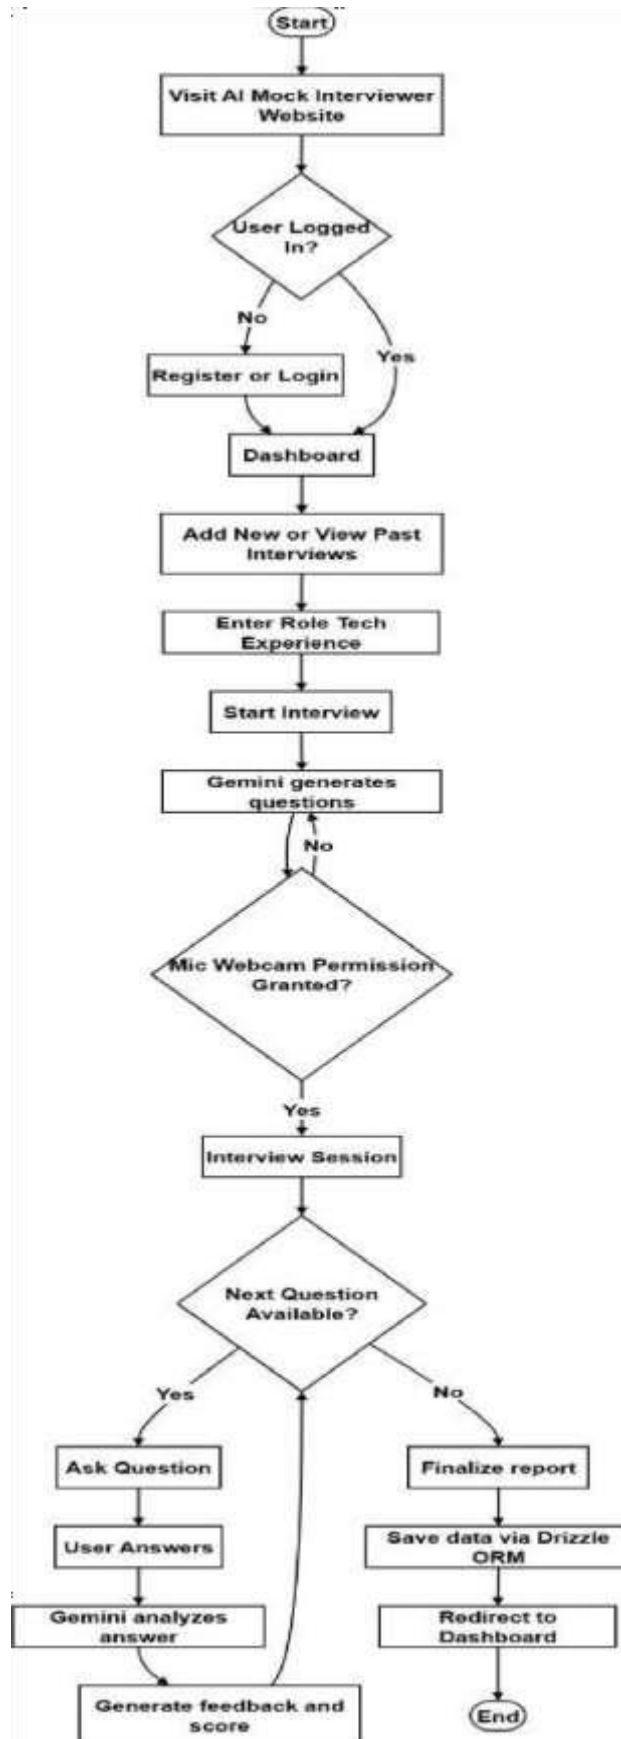 Start
Visit AI Mock Interviewer
Website
User Logged
In?
No
Yes
Register or Login
Dashboard
Add New or View Past
Interviews
Enter Role Tech
Experience
Start Interview
Gemini generates
questions
No
Mic Webcam Permission
Granted?
Yes
Interview Session
Next Question
Available?
Yes
No
Ask Question
Finalize report
User Answers
Save data via Drizzle
ORM
Gemini analyzes
answer
Redirect to
Dashboard
Generate feedback and
score
End